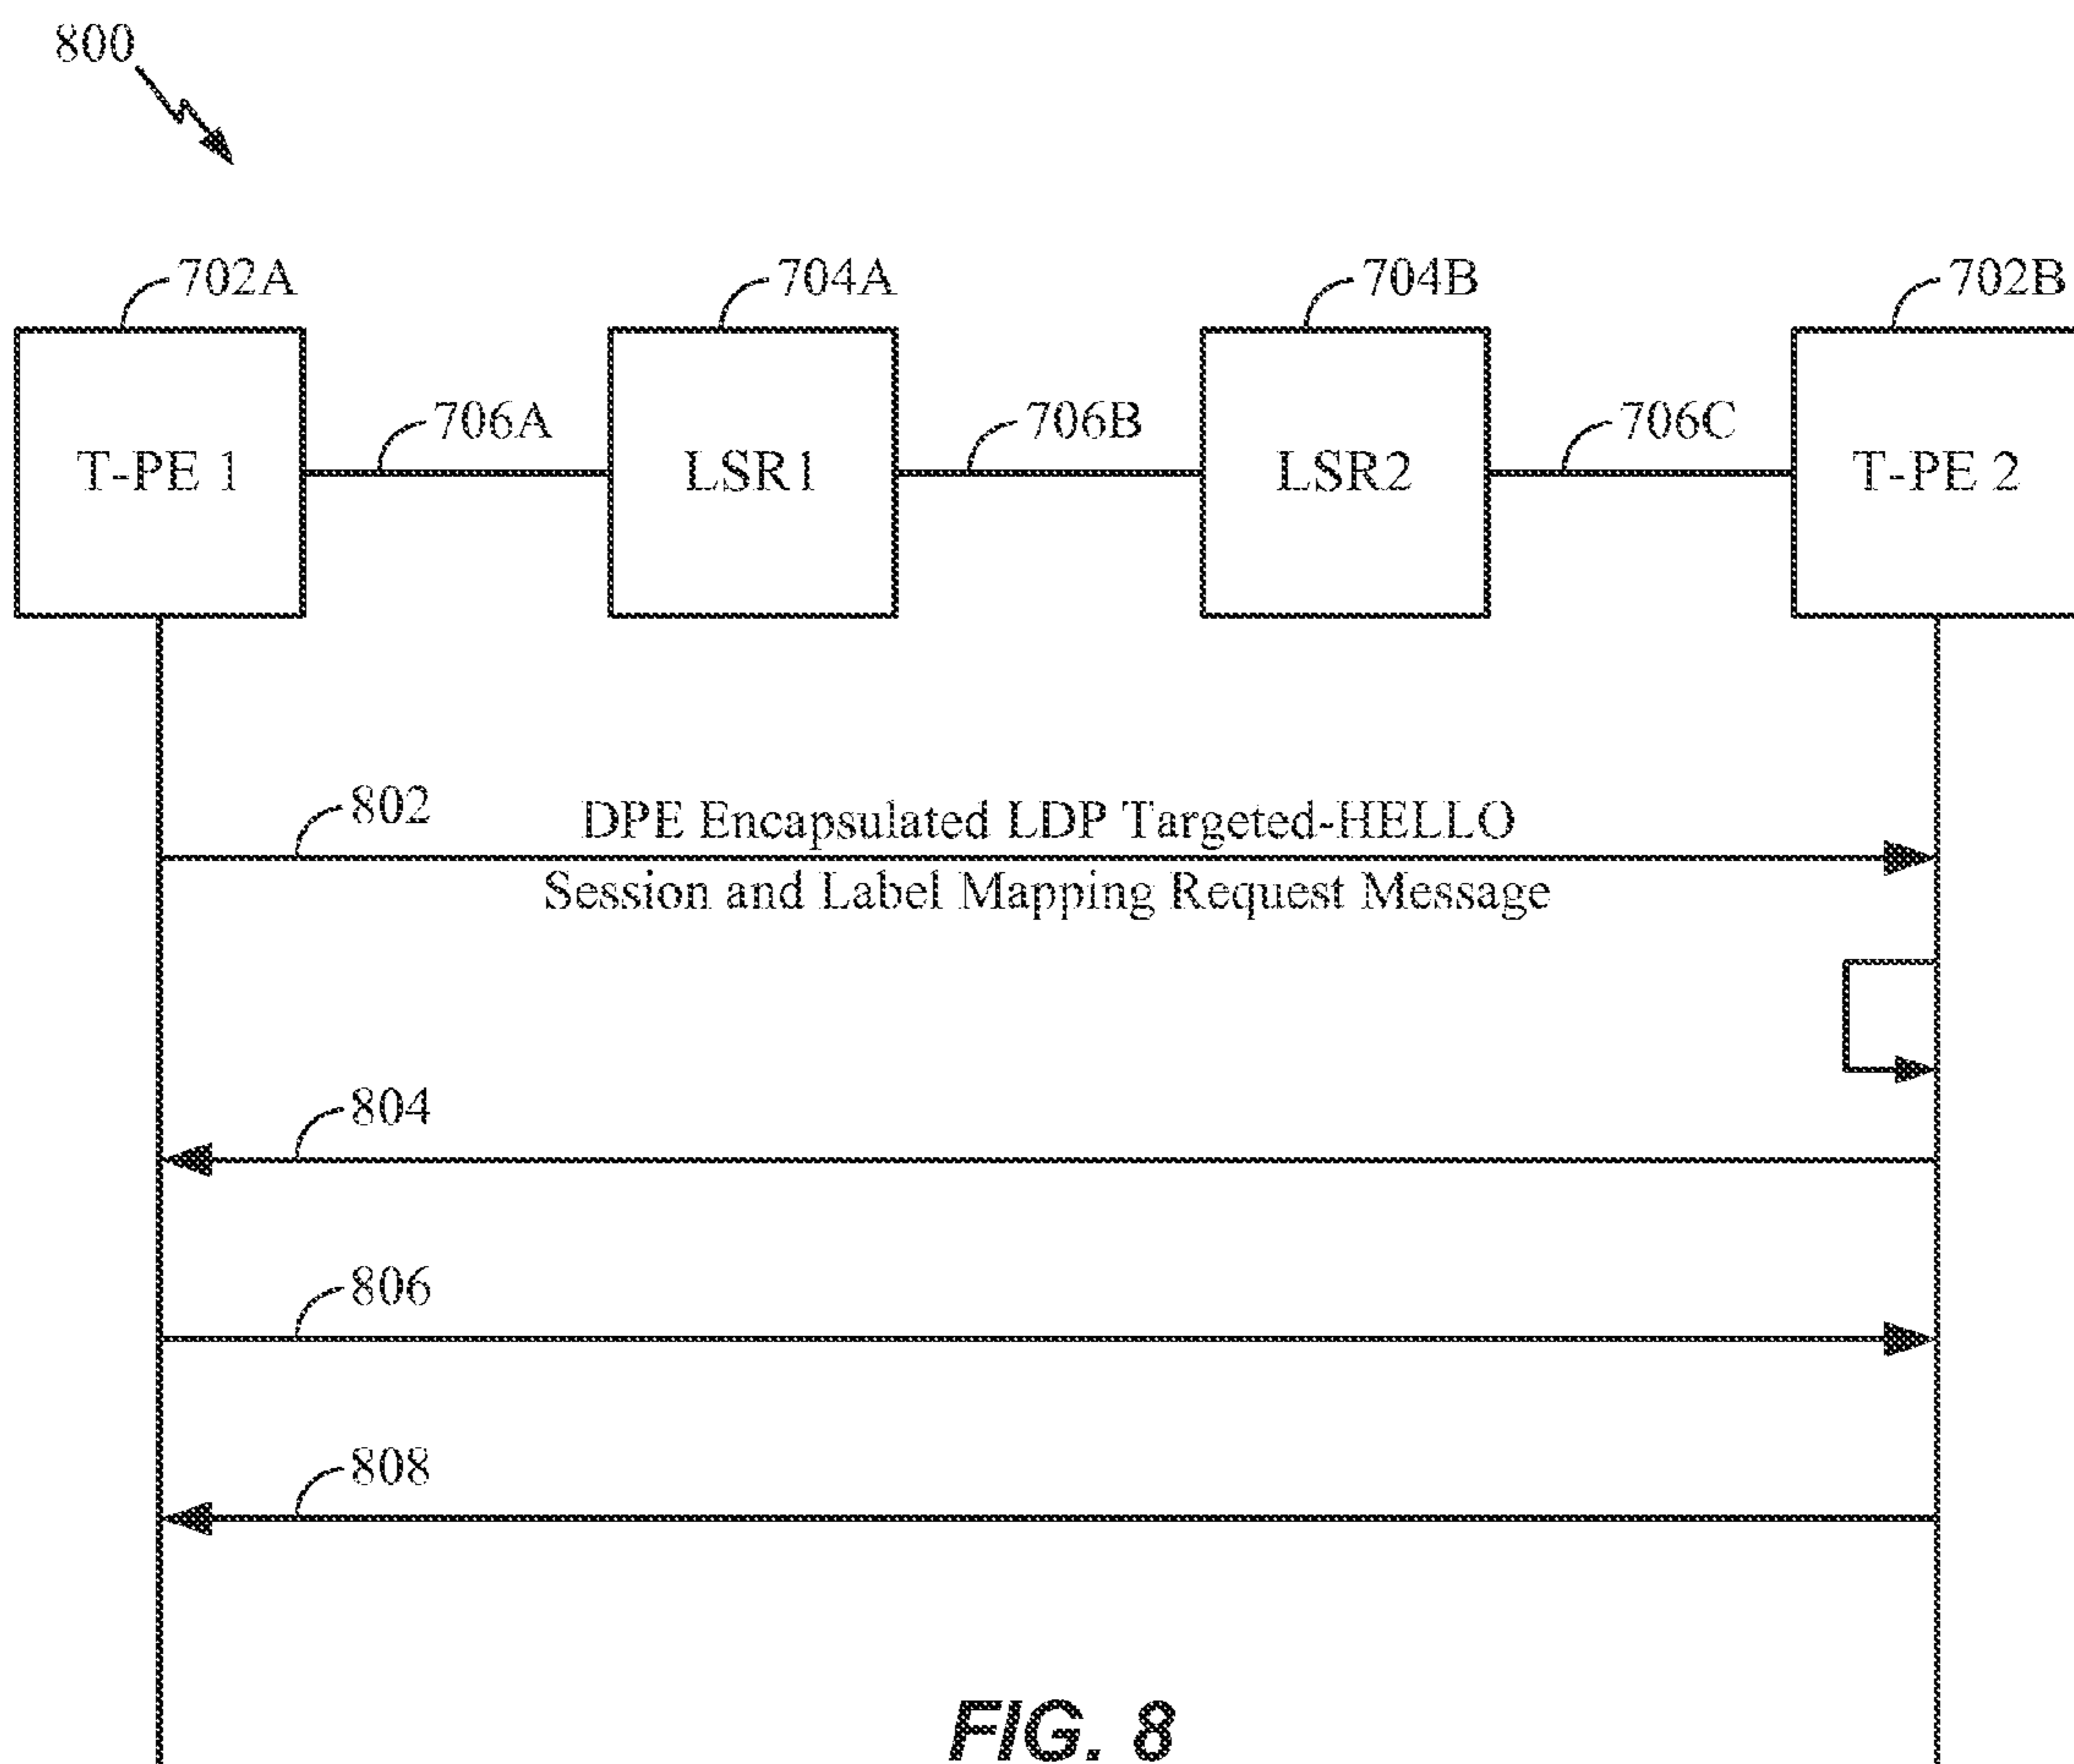 800
702A
704A
704B
702B
706A
706B
706C
T-PE 1
LSR1
LSR2
T-PE 2
802
DPE Encapsulated LDP Targeted-HELLO
Session and Label Mapping Request Message
804
806
808
FIG. 8